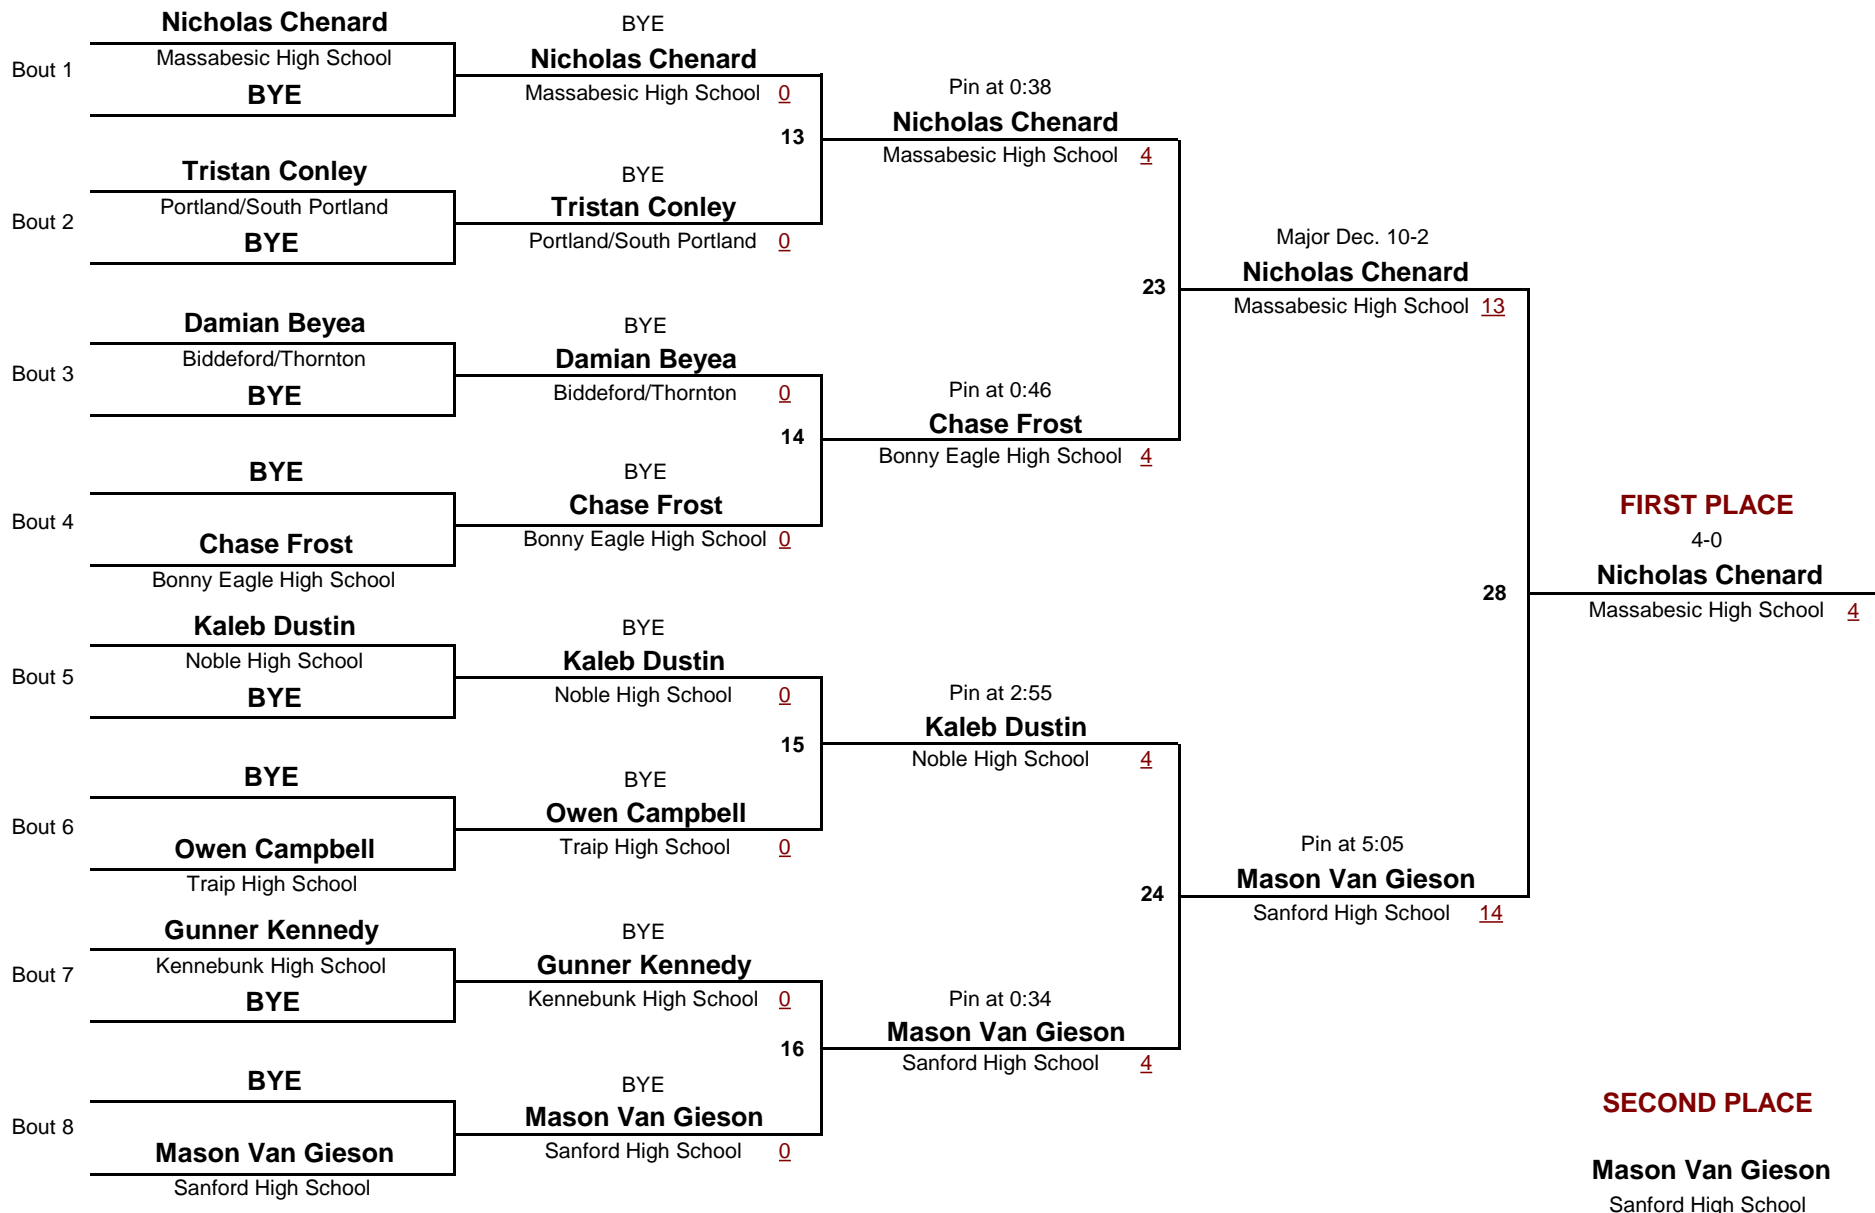 Bout 1
Nicholas Chenard
Massabesic High School
BYE
Bout 2
Tristan Conley
Portland/South Portland
BYE
Bout 3
Damian Beyea
Biddeford/Thornton
BYE
Bout 4
BYE
Chase Frost
Bonny Eagle High School
Bout 5
Kaleb Dustin
Noble High School
BYE
Bout 6
BYE
Owen Campbell
Traip High School
Bout 7
Gunner Kennedy
Kennebunk High School
BYE
Bout 8
BYE
Mason Van Gieson
Sanford High School
BYE
Nicholas Chenard
Massabesic High School 0
13
BYE
Tristan Conley
Portland/South Portland 0
BYE
Damian Beyea
Biddeford/Thornton 0
14
BYE
Chase Frost
Bonny Eagle High School 0
BYE
Kaleb Dustin
Noble High School 0
15
BYE
Owen Campbell
Traip High School 0
BYE
Gunner Kennedy
Kennebunk High School 0
16
BYE
Mason Van Gieson
Sanford High School 0
Pin at 0:38
Nicholas Chenard
Massabesic High School 4
23
Pin at 0:46
Chase Frost
Bonny Eagle High School 4
Pin at 2:55
Kaleb Dustin
Noble High School 4
24
Pin at 0:34
Mason Van Gieson
Sanford High School 4
Major Dec. 10-2
Nicholas Chenard
Massabesic High School 13
28
Pin at 5:05
Mason Van Gieson
Sanford High School 14
FIRST PLACE
4-0
Nicholas Chenard
Massabesic High School 4
SECOND PLACE
Mason Van Gieson
Sanford High School